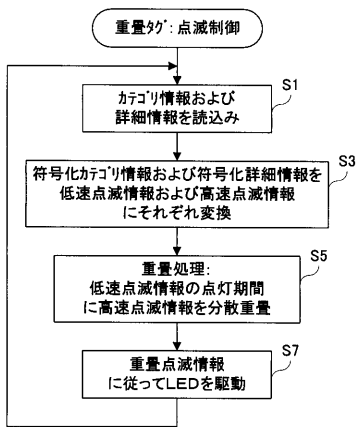 重畳ﾀｸﾞ:点滅制御
S1
ｶﾃｺﾞﾘ情報および
詳細情報を読込み
S3
符号化ｶﾃｺﾞﾘ情報および符号化詳細情報を
低速点滅情報および高速点滅情報
にそれぞれ変換
S5
重畳処理:
低速点滅情報の点灯期間
に高速点滅情報を分散重畳
S7
重畳点滅情報
に従ってLEDを駆動